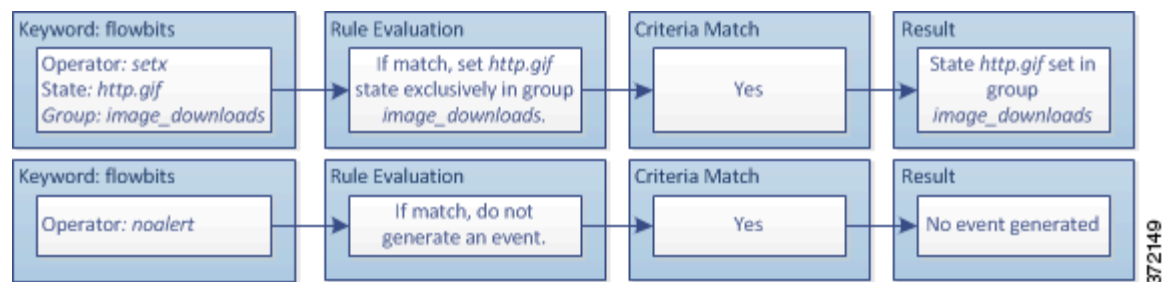 Keyword: flowbits
Operator: setx
State: http.gif
Group: image_downloads
Rule Evaluation
If match, set http.gif
state exclusively in group
image_downloads.
Criteria Match
Yes
Result
State http.gif set in
group
image_downloads
Keyword: flowbits
Operator: noalert
Rule Evaluation
If match, do not
generate an event.
Criteria Match
Yes
Result
No event generated
372149